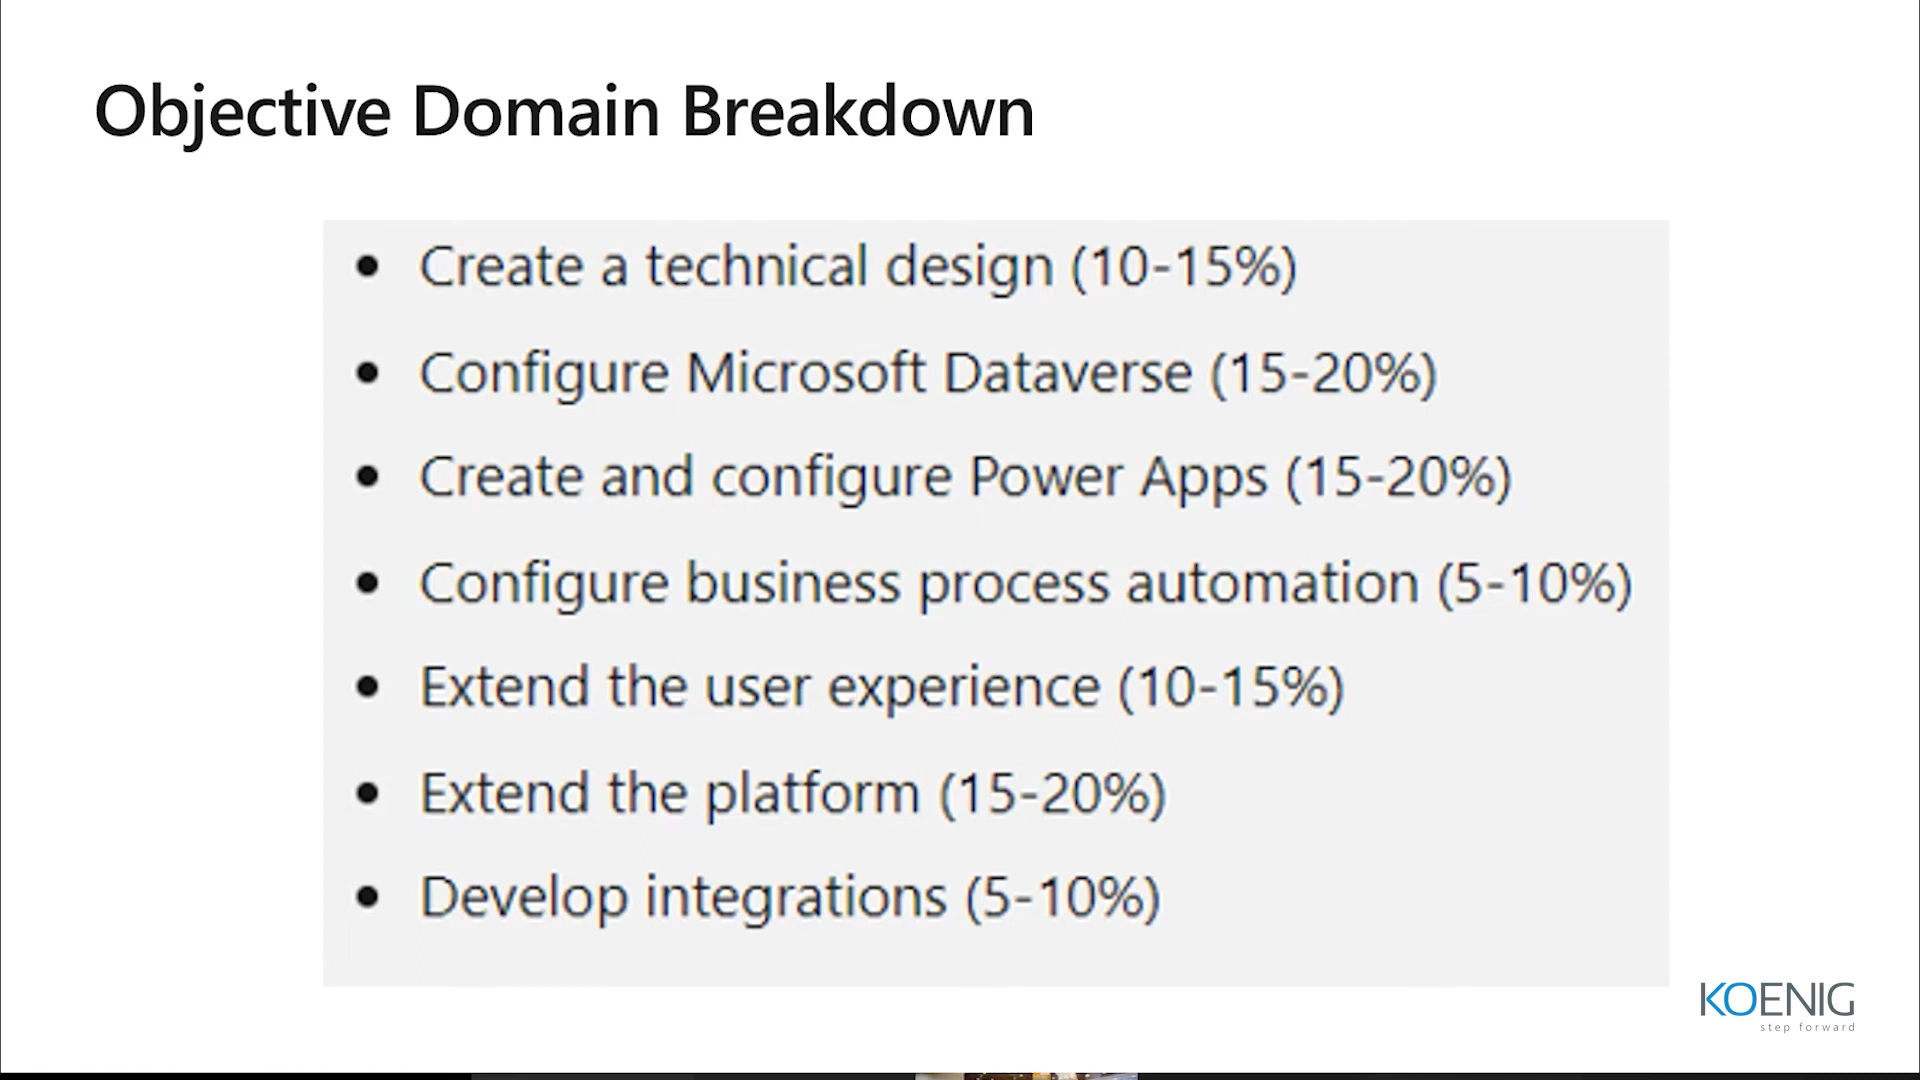 Objective Domain Breakdown
• Create a technical design (10-15%)
• Configure Microsoft Dataverse (15-20%)
• Create and configure Power Apps (15-20%)
• Configure business process automation (5-10%)
• Extend the user experience (10-15%)
• Extend the platform (15-20%)
• Develop integrations (5-10%)
KOENIG
step forward